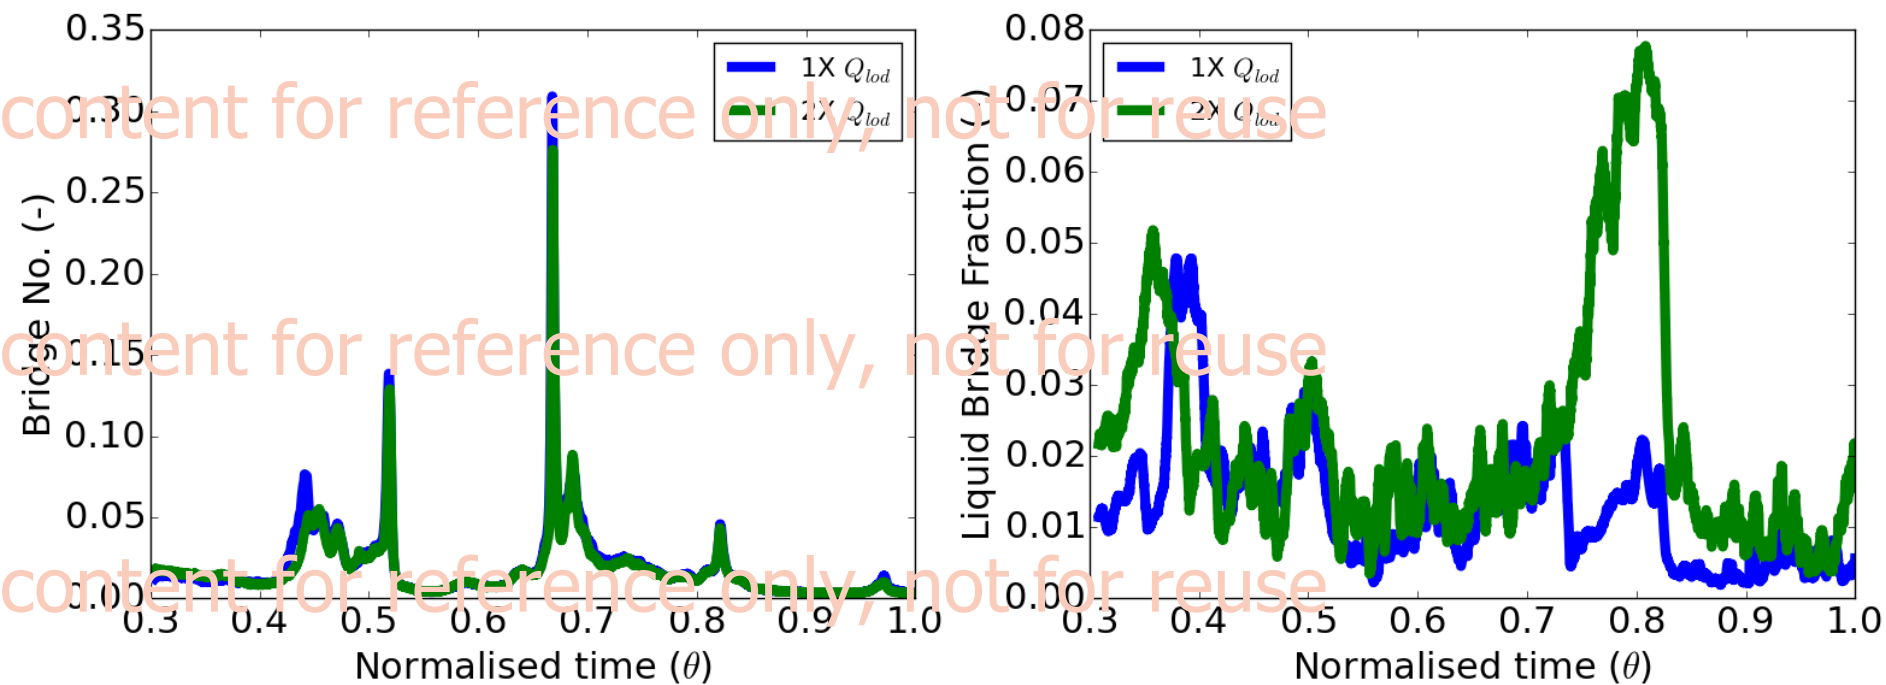 0.35
0.30
0.25
0.20
0.15
0.10
0.05
0.00
Bridge No. (-)
0.3 0.4 0.5 0.6 0.7 0.8 0.9 1.0
Normalised time (θ)
1X Q_lod
2X Q_lod
0.08
0.07
0.06
0.05
0.04
0.03
0.02
0.01
0.00
Liquid Bridge Fraction (-)
0.3 0.4 0.5 0.6 0.7 0.8 0.9 1.0
Normalised time (θ)
1X Q_lod
2X Q_lod
content for reference only, not for reuse
content for reference only, not for reuse
content for reference only, not for reuse